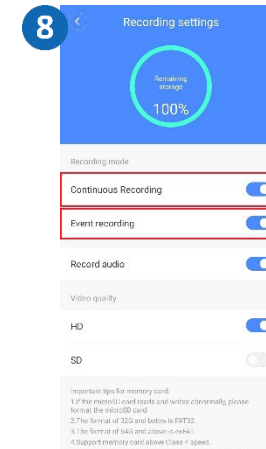 8
Recording settings
Remaining
storage
100%
Recording mode
Continuous Recording
Event recording
Record audio
Video quality
HD
SD
Important tips for memory card:
1.If the microSD card reads and writes abnormally, please
format the microSD card
2.The format of 32G and below is FAT32.
3.The format of 64G and above is exFAT.
4.Support memory card above Class 4 speed.